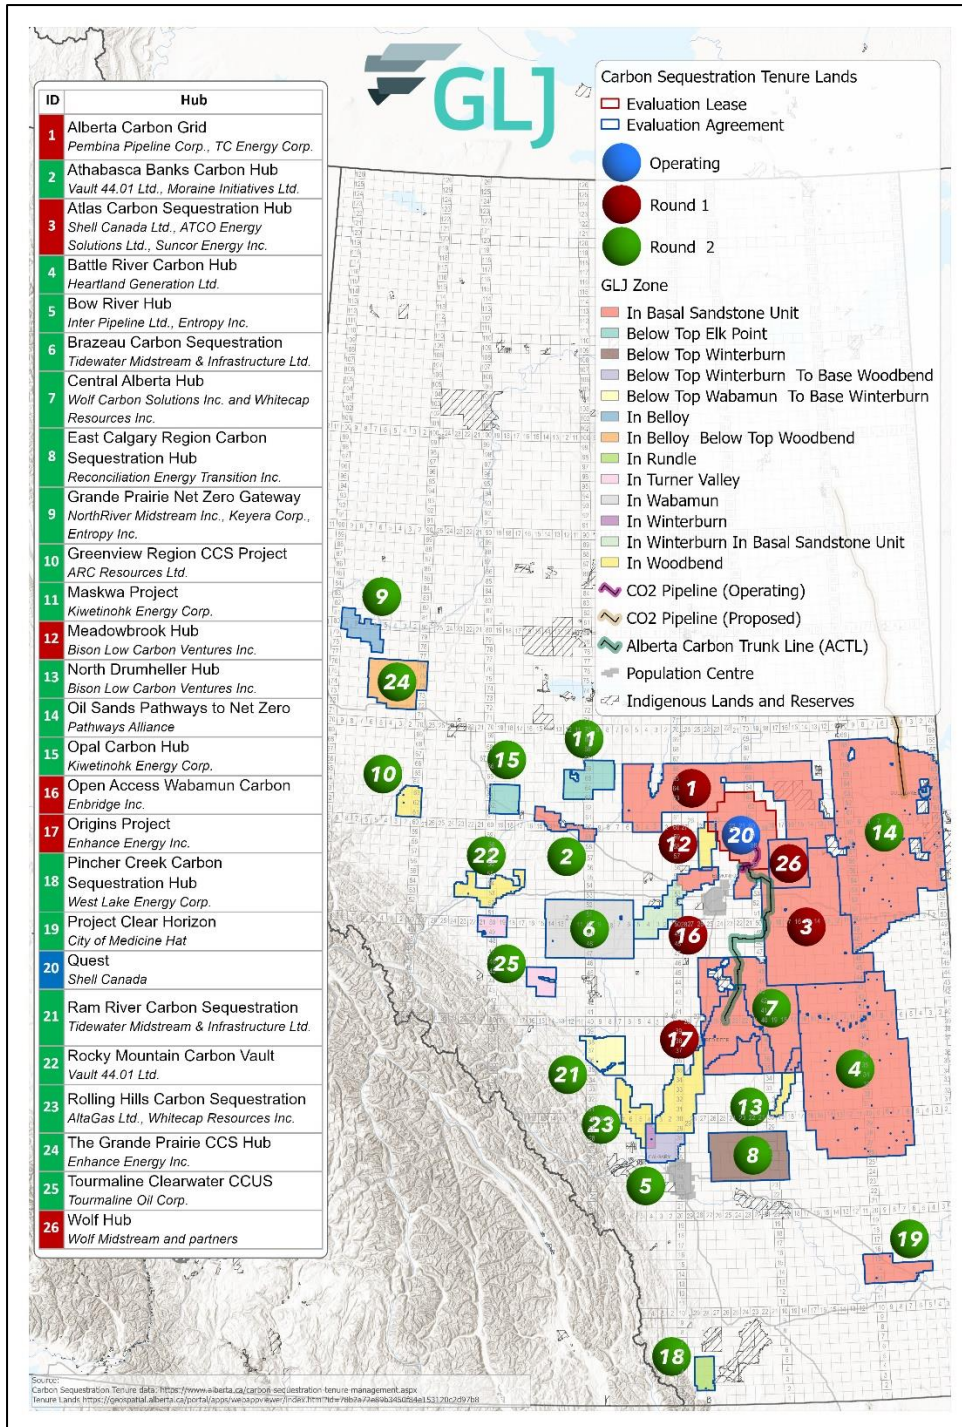 GLJ
ID Hub
1 Alberta Carbon Grid
Pembina Pipeline Corp., TC Energy Corp.
2 Athabasca Banks Carbon Hub
Vault 44.01 Ltd., Moraine Initiatives Ltd.
3 Atlas Carbon Sequestration Hub
Shell Canada Ltd., ATCO Energy
Solutions Ltd., Suncor Energy Inc.
4 Battle River Carbon Hub
Heartland Generation Ltd.
5 Bow River Hub
Inter Pipeline Ltd., Entropy Inc.
6 Brazeau Carbon Sequestration
Tidewater Midstream & Infrastructure Ltd.
7 Central Alberta Hub
Wolf Carbon Solutions Inc. and Whitecap
Resources Inc.
8 East Calgary Region Carbon
Sequestration Hub
Reconciliation Energy Transition Inc.
9 Grande Prairie Net Zero Gateway
NorthRiver Midstream Inc., Keyera Corp.,
Entropy Inc.
10 Greenview Region CCS Project
ARC Resources Ltd.
11 Maskwa Project
Kiwetinohk Energy Corp.
12 Meadowbrook Hub
Bison Low Carbon Ventures Inc.
13 North Drumheller Hub
Bison Low Carbon Ventures Inc.
14 Oil Sands Pathways to Net Zero
Pathways Alliance
15 Opal Carbon Hub
Kiwetinohk Energy Corp.
16 Open Access Wabamun Carbon
Enbridge Inc.
17 Origins Project
Enhance Energy Inc.
18 Pincher Creek Carbon
Sequestration Hub
West Lake Energy Corp.
19 Project Clear Horizon
City of Medicine Hat
20 Quest
Shell Canada
21 Ram River Carbon Sequestration
Tidewater Midstream & Infrastructure Ltd.
22 Rocky Mountain Carbon Vault
Vault 44.01 Ltd.
23 Rolling Hills Carbon Sequestration
AltaGas Ltd., Whitecap Resources Inc.
24 The Grande Prairie CCS Hub
Enhance Energy Inc.
25 Tourmaline Clearwater CCUS
Tourmaline Oil Corp.
26 Wolf Hub
Wolf Midstream and partners
Carbon Sequestration Tenure Lands
Evaluation Lease
Evaluation Agreement
Operating
Round 1
Round 2
GLJ Zone
In Basal Sandstone Unit
Below Top Elk Point
Below Top Winterburn
Below Top Winterburn To Base Woodbend
Below Top Wabamun To Base Winterburn
In Belloy
In Belloy Below Top Woodbend
In Rundle
In Turner Valley
In Wabamun
In Winterburn
In Winterburn In Basal Sandstone Unit
In Woodbend
CO2 Pipeline (Operating)
CO2 Pipeline (Proposed)
Alberta Carbon Trunk Line (ACTL)
Population Centre
Indigenous Lands and Reserves
9
24
11
15
10
1
20
14
12
2
26
22
6
16
3
25
7
17
4
21
13
23
8
5
19
18
Source:
Carbon Sequestration Tenure data: https://www.alberta.ca/carbon-sequestration-tenure-management.aspx
Tenure Lands